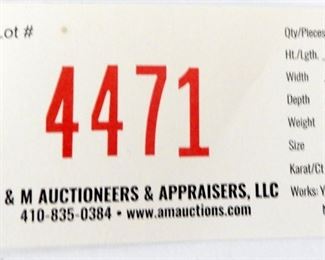 Lot #
4471
& M AUCTIONEERS & APPRAISERS, LLC
410-835-0384 • www.amauctions.com
Qty/Pieces
Ht./Lgth.
Width
Depth
Weight
Size
Karat/Ct
Works: Y